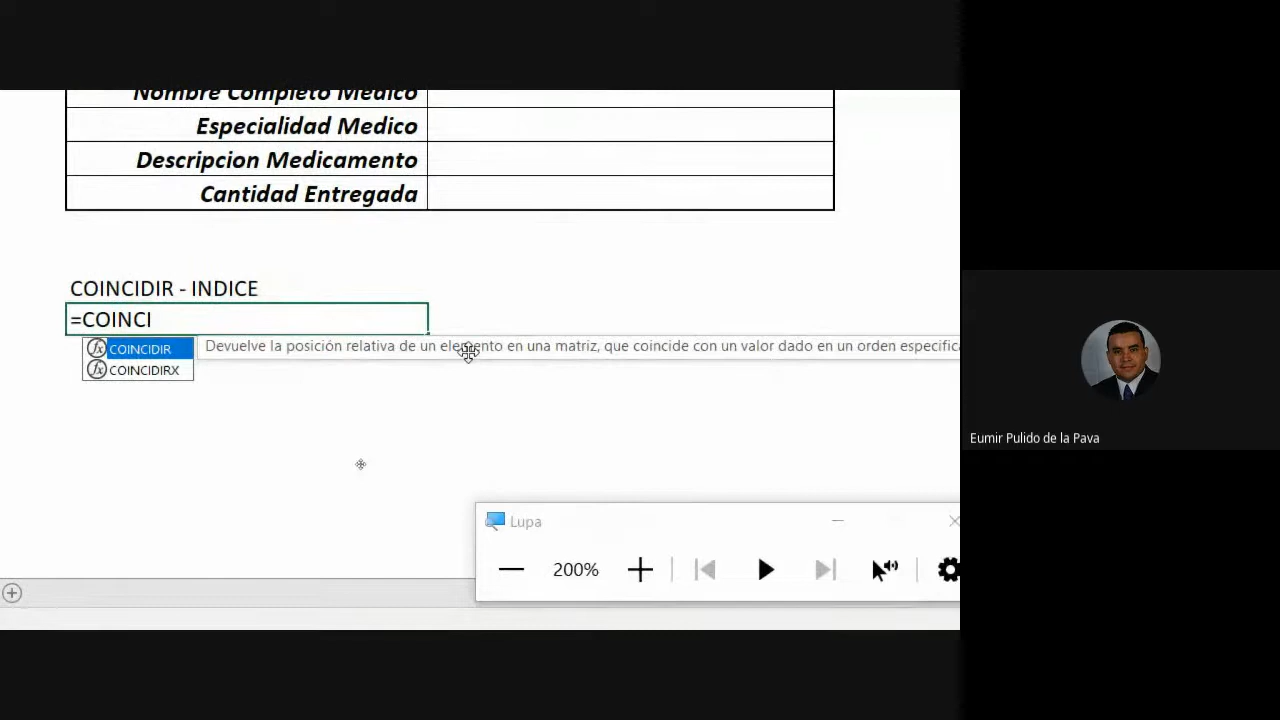 Nombre Completo Medico
Especialidad Medico
Descripcion Medicamento
Cantidad Entregada
COINCIDIR - INDICE
=COINCI
COINCIDIR
Devuelve la posición relativa de un elemento en una matriz, que coincide con un valor dado en un orden especifica
COINCIDIRX
Eumir Pulido de la Pava
Lupa
200%